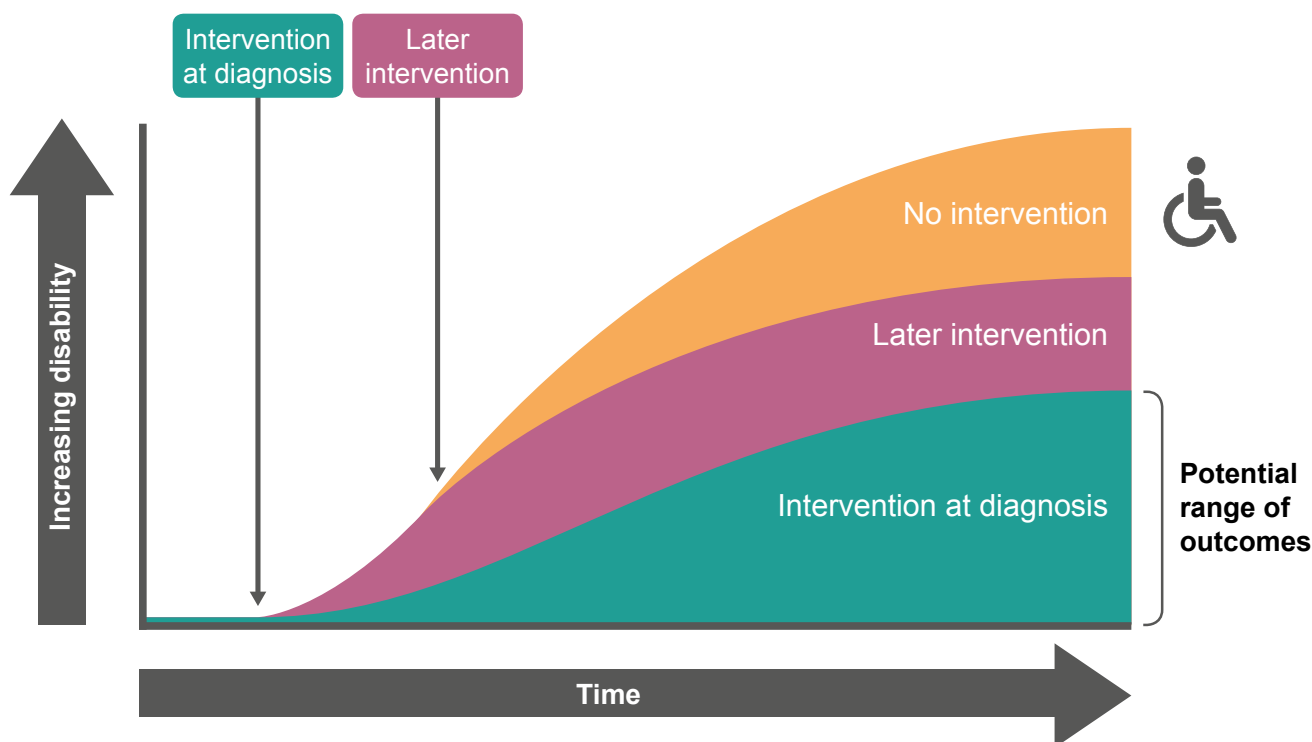 Intervention
at diagnosis
Later
intervention
Increasing disability
No intervention
Later intervention
Intervention at diagnosis
Potential
range of
outcomes
Time